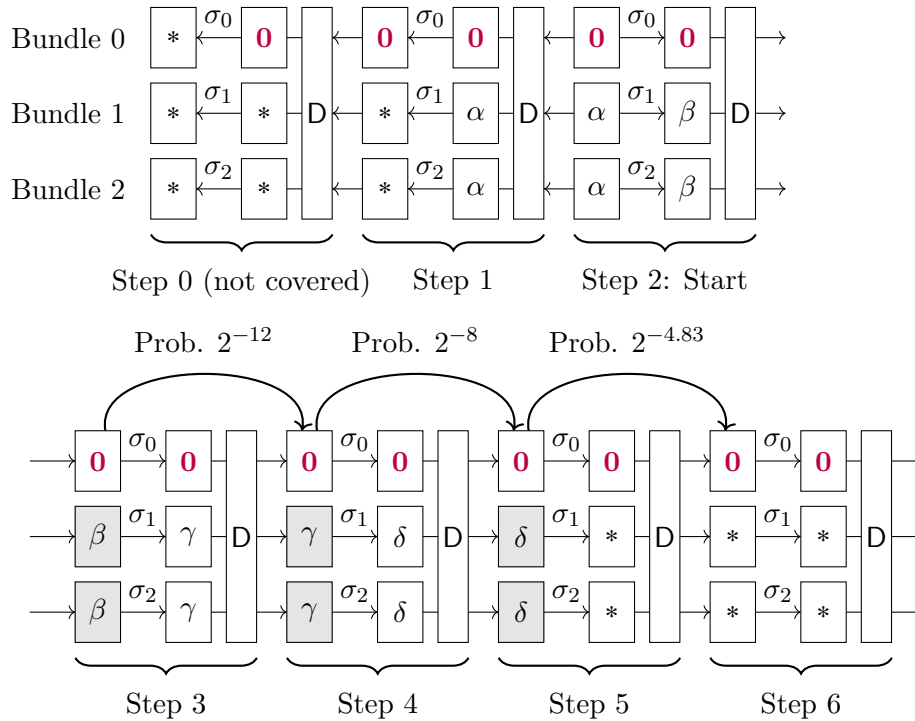 σ₀ σ₀ σ₀
Bundle 0 * 0 0 0 0 0
σ₁ σ₁ σ₁
Bundle 1 * * D * α D α β D
σ₂ σ₂ σ₂
Bundle 2 * * * α α β
Step 0 (not covered) Step 1 Step 2: Start
Prob. 2⁻¹² Prob. 2⁻⁸ Prob. 2⁻⁴·⁸³
σ₀ σ₀ σ₀ σ₀
0 0 0 0 0 0 0 0
σ₁ σ₁ σ₁ σ₁
β γ D γ δ D δ * D * * D
σ₂ σ₂ σ₂ σ₂
β γ γ δ δ * * *
Step 3 Step 4 Step 5 Step 6